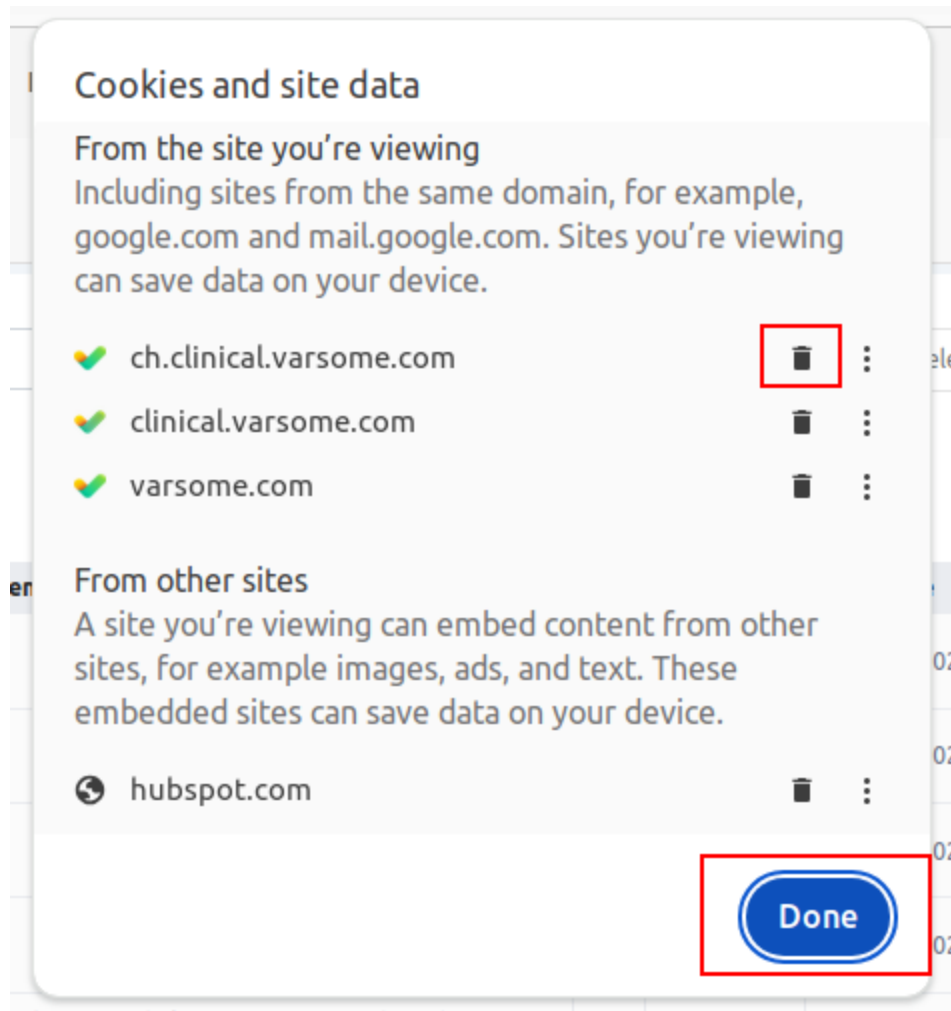 Cookies and site data
From the site you’re viewing
Including sites from the same domain, for example,
google.com and mail.google.com. Sites you’re viewing
can save data on your device.
ch.clinical.varsome.com
clinical.varsome.com
varsome.com
From other sites
A site you’re viewing can embed content from other
sites, for example images, ads, and text. These
embedded sites can save data on your device.
hubspot.com
Done